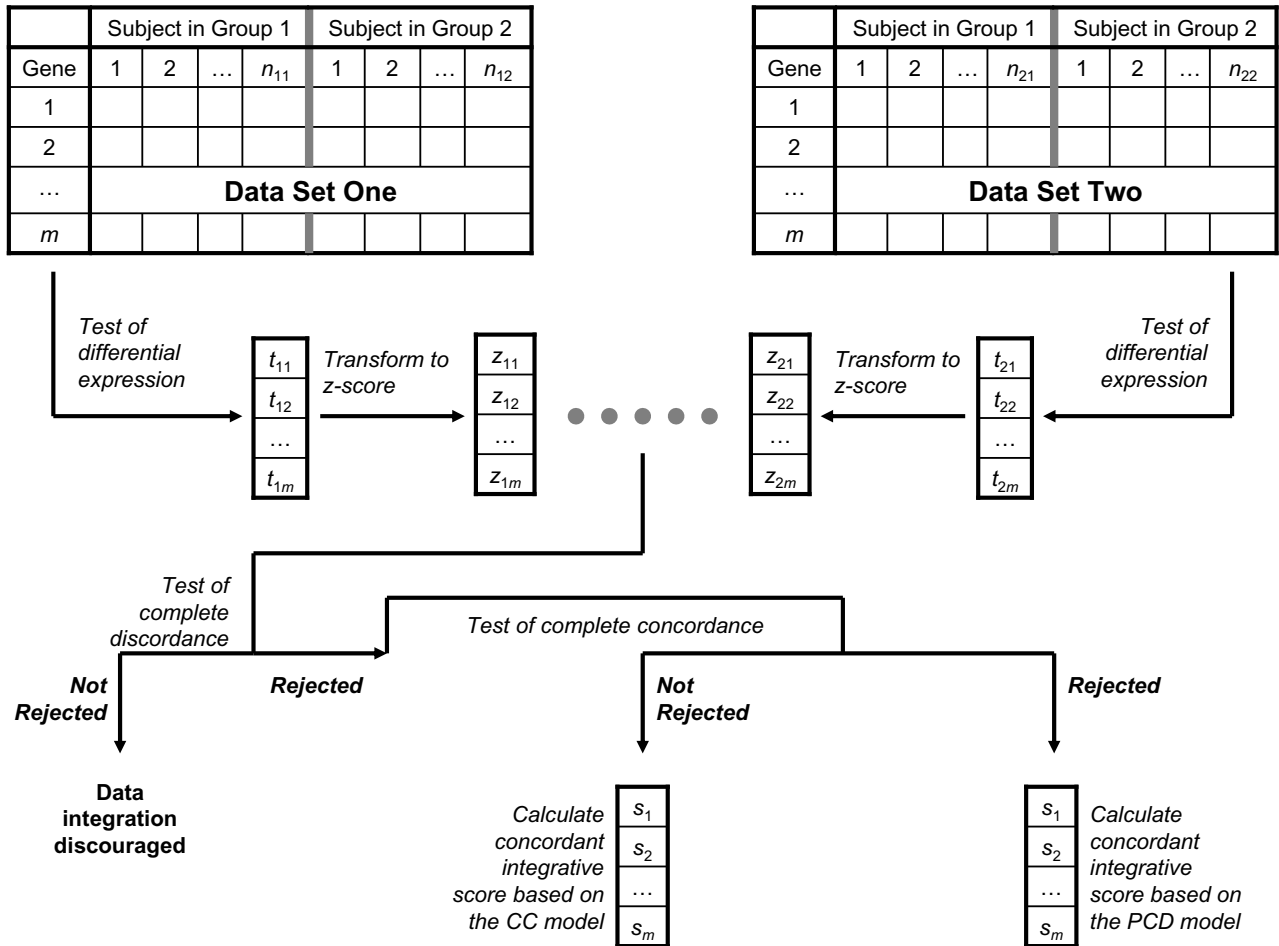 Subject in Group 1 Subject in Group 2
Gene 1 2 … n11 1 2 … n12
1
2
… Data Set One
m
Subject in Group 1 Subject in Group 2
Gene 1 2 … n21 1 2 … n22
1
2
… Data Set Two
m
Test of
differential
expression
t11
t12
…
t1m
Transform to
z-score
z11
z12
…
z1m
z21
z22
…
z2m
Transform to
z-score
t21
t22
…
t2m
Test of
differential
expression
Test of
complete
discordance
Test of complete concordance
Not
Rejected
Rejected
Not
Rejected
Rejected
Data
integration
discouraged
Calculate
concordant
integrative
score based on
the CC model
s1
s2
…
sm
s1
s2
…
sm
Calculate
concordant
integrative
score based on
the PCD model